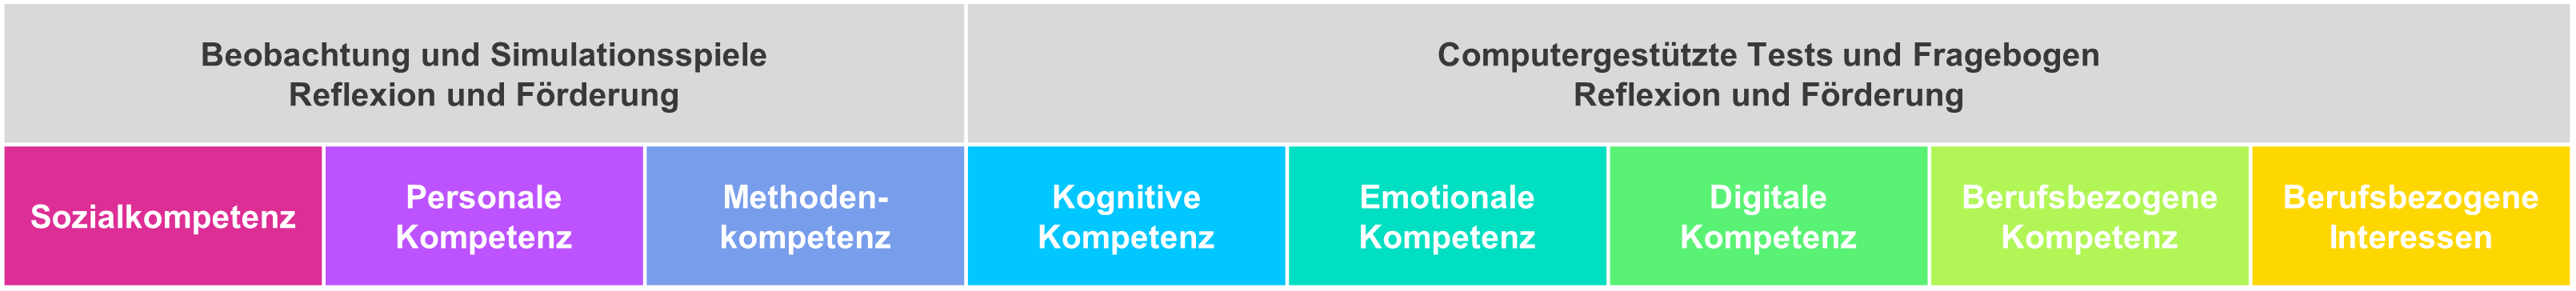 Beobachtung und Simulationsspiele
Reflexion und Förderung
Computergestützte Tests und Fragebogen
Reflexion und Förderung
Sozialkompetenz
Personale
Kompetenz
Methoden-
kompetenz
Kognitive
Kompetenz
Emotionale
Kompetenz
Digitale
Kompetenz
Berufsbezogene
Kompetenz
Berufsbezogene
Interessen